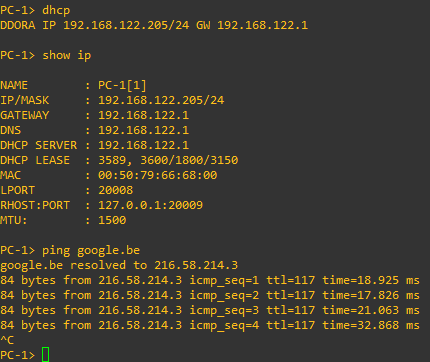 PC-1> dhcp
DDORA IP 192.168.122.205/24 GW 192.168.122.1
PC-1> show ip
NAME        : PC-1[1]
IP/MASK     : 192.168.122.205/24
GATEWAY     : 192.168.122.1
DNS         : 192.168.122.1
DHCP SERVER : 192.168.122.1
DHCP LEASE  : 3589, 3600/1800/3150
MAC         : 00:50:79:66:68:00
LPORT       : 20008
RHOST:PORT  : 127.0.0.1:20009
MTU:        : 1500
PC-1> ping google.be
google.be resolved to 216.58.214.3
84 bytes from 216.58.214.3 icmp_seq=1 ttl=117 time=18.925 ms
84 bytes from 216.58.214.3 icmp_seq=2 ttl=117 time=17.826 ms
84 bytes from 216.58.214.3 icmp_seq=3 ttl=117 time=21.063 ms
84 bytes from 216.58.214.3 icmp_seq=4 ttl=117 time=32.868 ms
^C
PC-1>